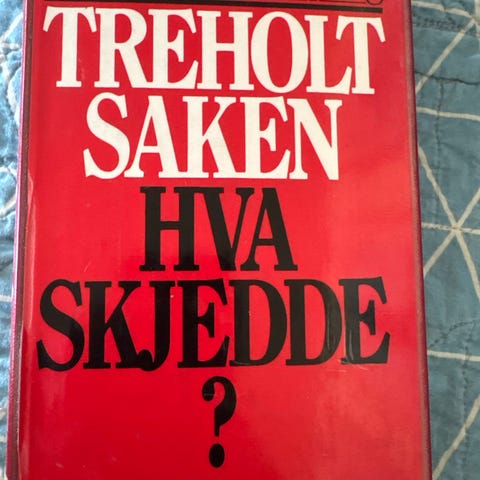 TREHOLT
SAKEN
HVA
SKJEDDE
?